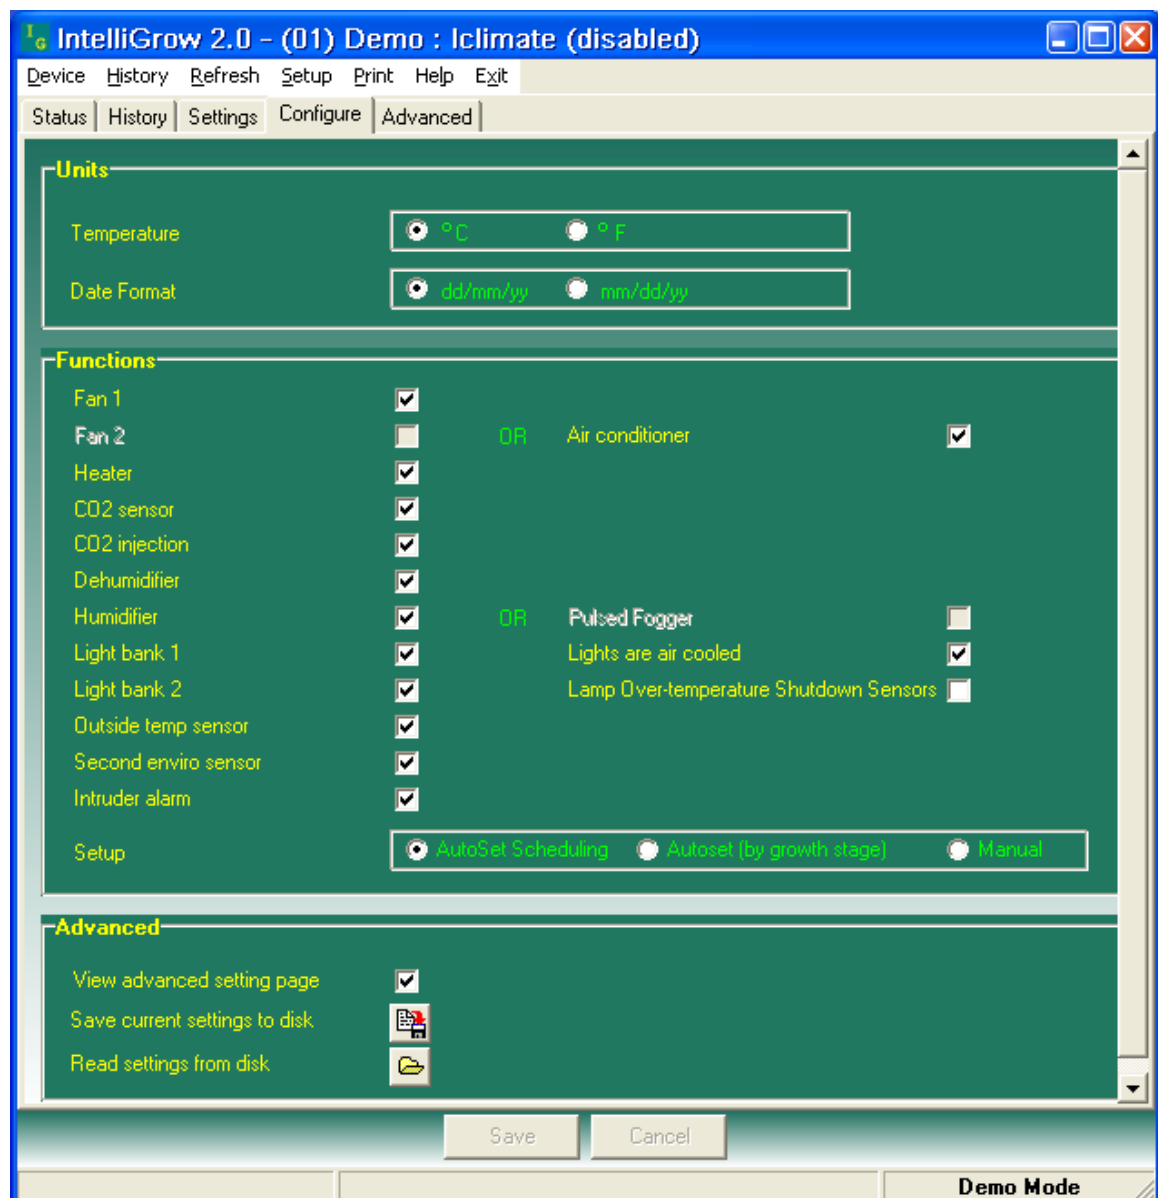 IG IntelliGrow 2.0 - (01) Demo : Iclimate (disabled)
Device History Refresh Setup Print Help Exit
Status History Settings Configure Advanced
Units
Temperature °C °F
Date Format dd/mm/yy mm/dd/yy
Functions
Fan 1
Fan 2 OR Air conditioner
Heater
CO2 sensor
CO2 injection
Dehumidifier
Humidifier OR Pulsed Fogger
Light bank 1 Lights are air cooled
Light bank 2 Lamp Over-temperature Shutdown Sensors
Outside temp sensor
Second enviro sensor
Intruder alarm
Setup AutoSet Scheduling Autoset (by growth stage) Manual
Advanced
View advanced setting page
Save current settings to disk
Read settings from disk
Save Cancel
Demo Mode